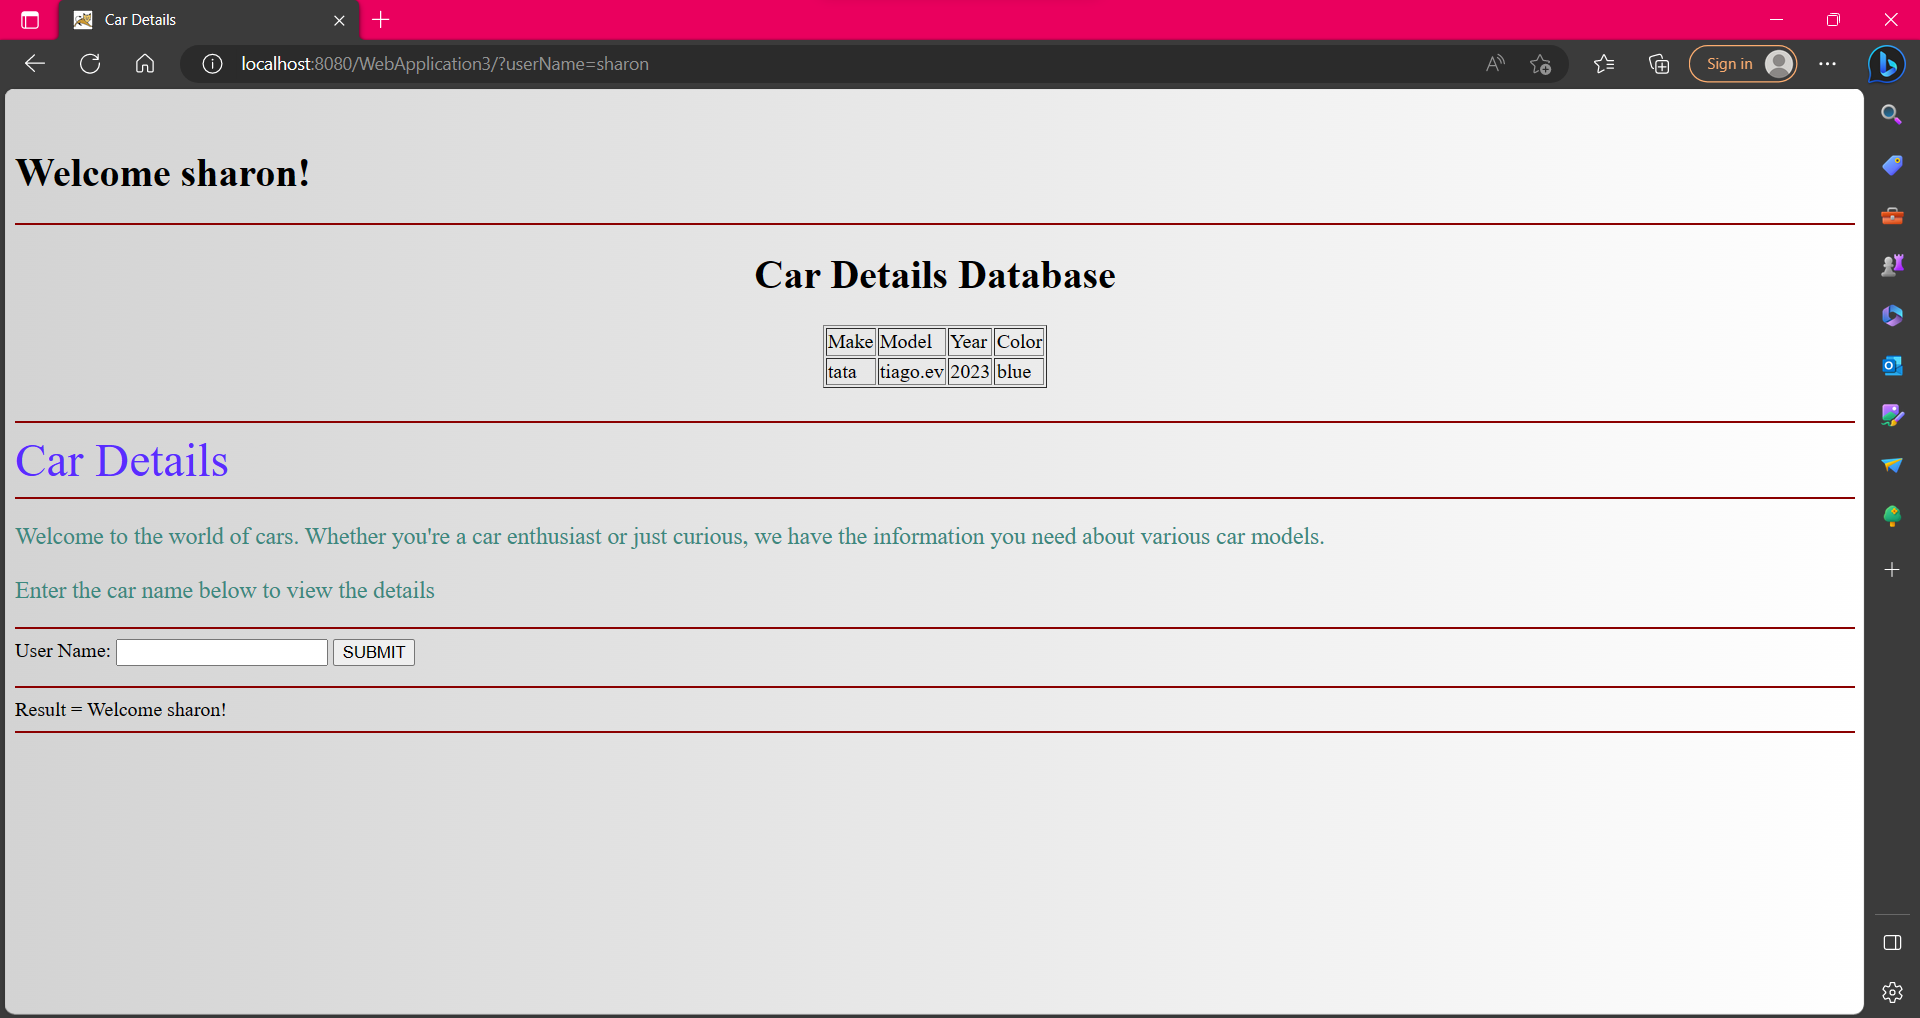 Car Details
localhost:8080/WebApplication3/?userName=sharon
Sign in
Welcome sharon!
Car Details Database
Make Model Year Color
tata tiago.ev 2023 blue
Car Details
Welcome to the world of cars. Whether you're a car enthusiast or just curious, we have the information you need about various car models.
Enter the car name below to view the details
User Name: SUBMIT
Result = Welcome sharon!